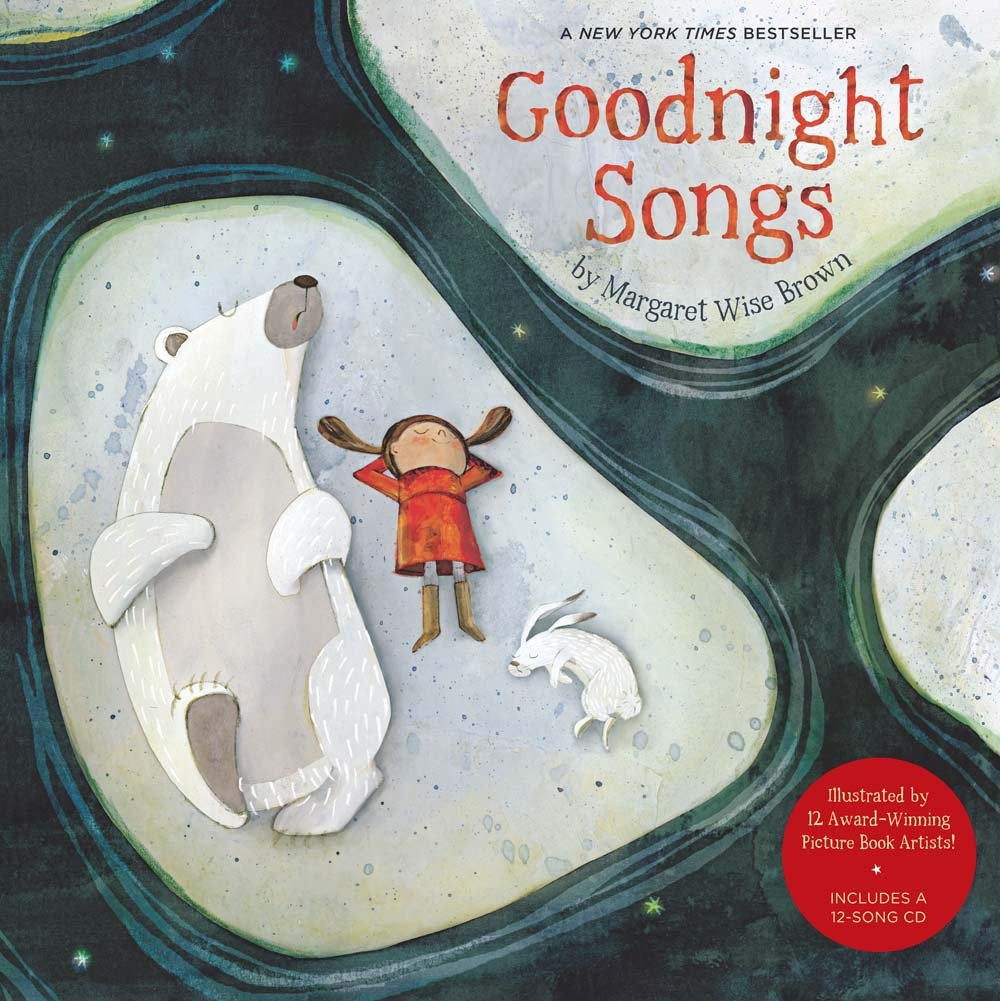 A NEW YORK TIMES BESTSELLER
Goodnight
Songs
by Margaret Wise Brown
Illustrated by
12 Award-Winning
Picture Book Artists!
INCLUDES A
12-SONG CD